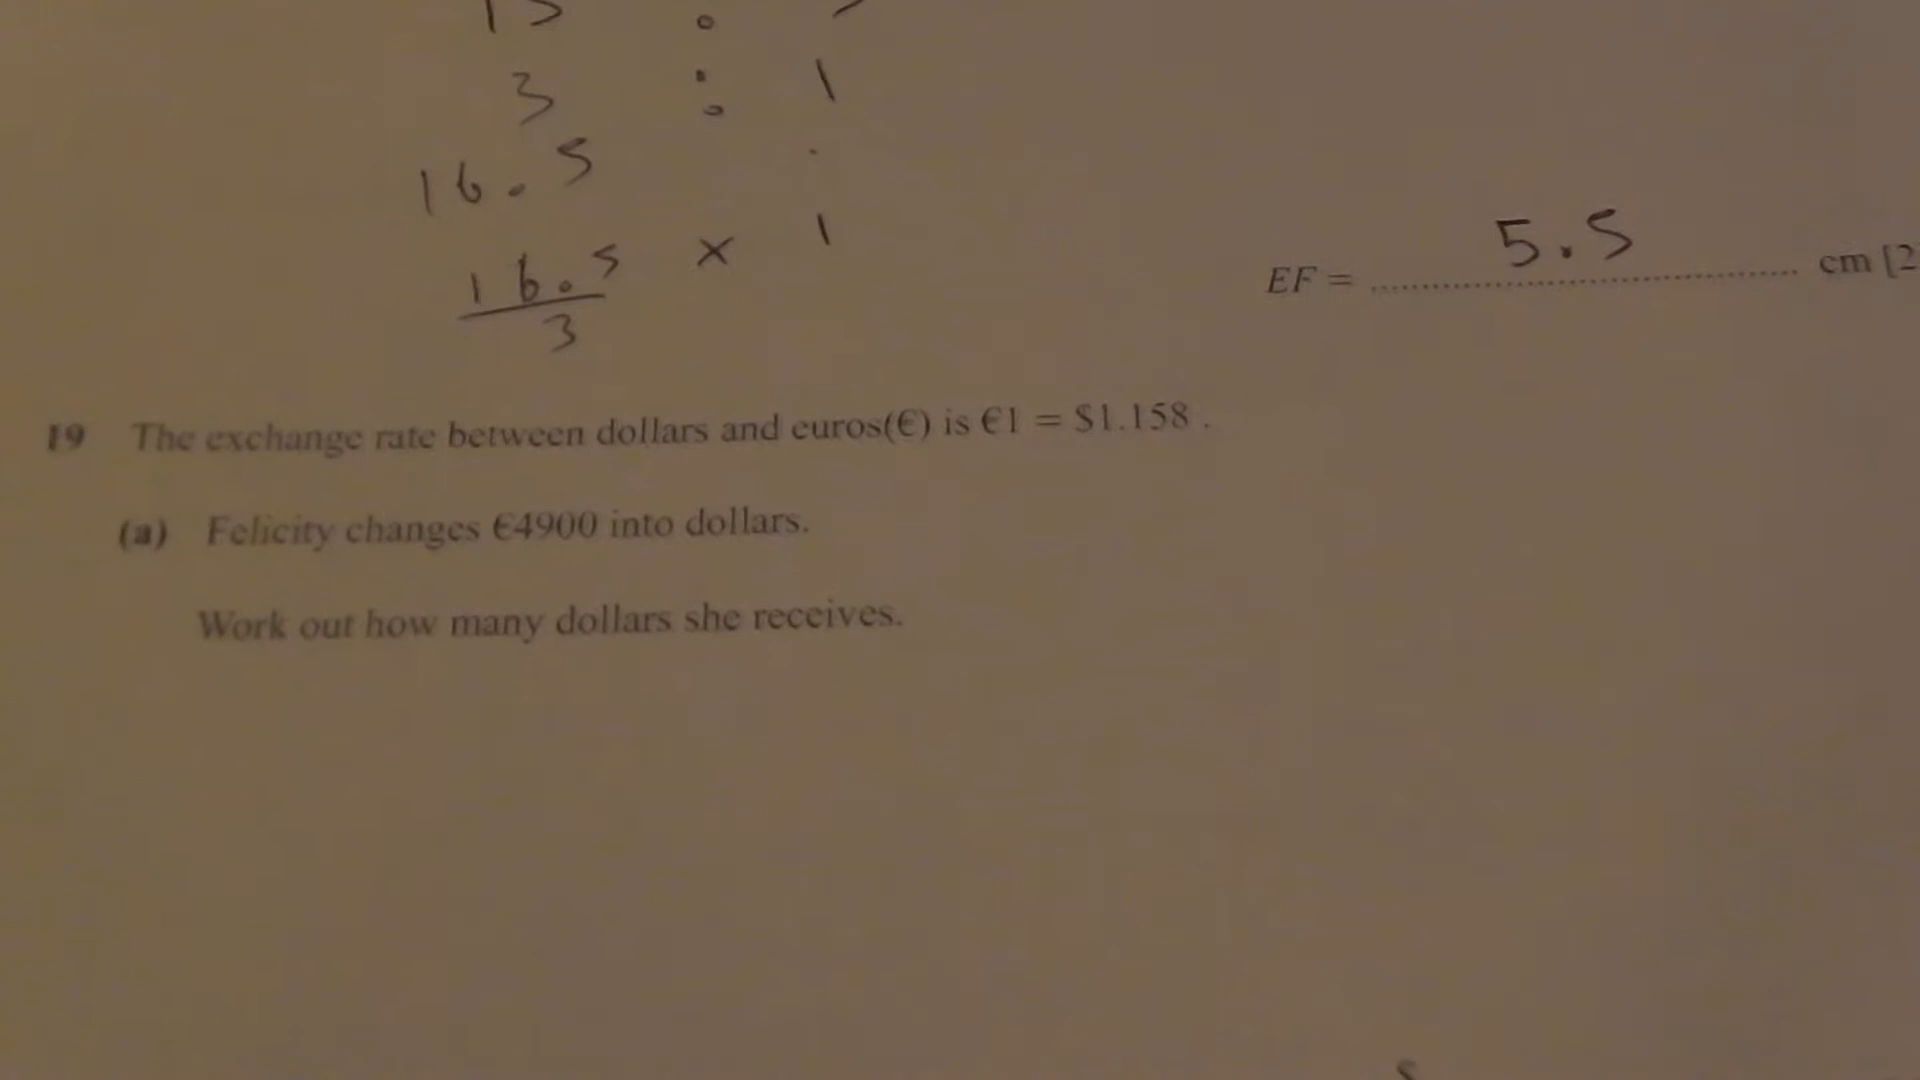 3 : 1
16.5
16.5 x 1
3
EF = 5.5 cm [2
19 The exchange rate between dollars and euros(€) is €1 = $1.158 .
(a) Felicity changes €4900 into dollars.
Work out how many dollars she receives.